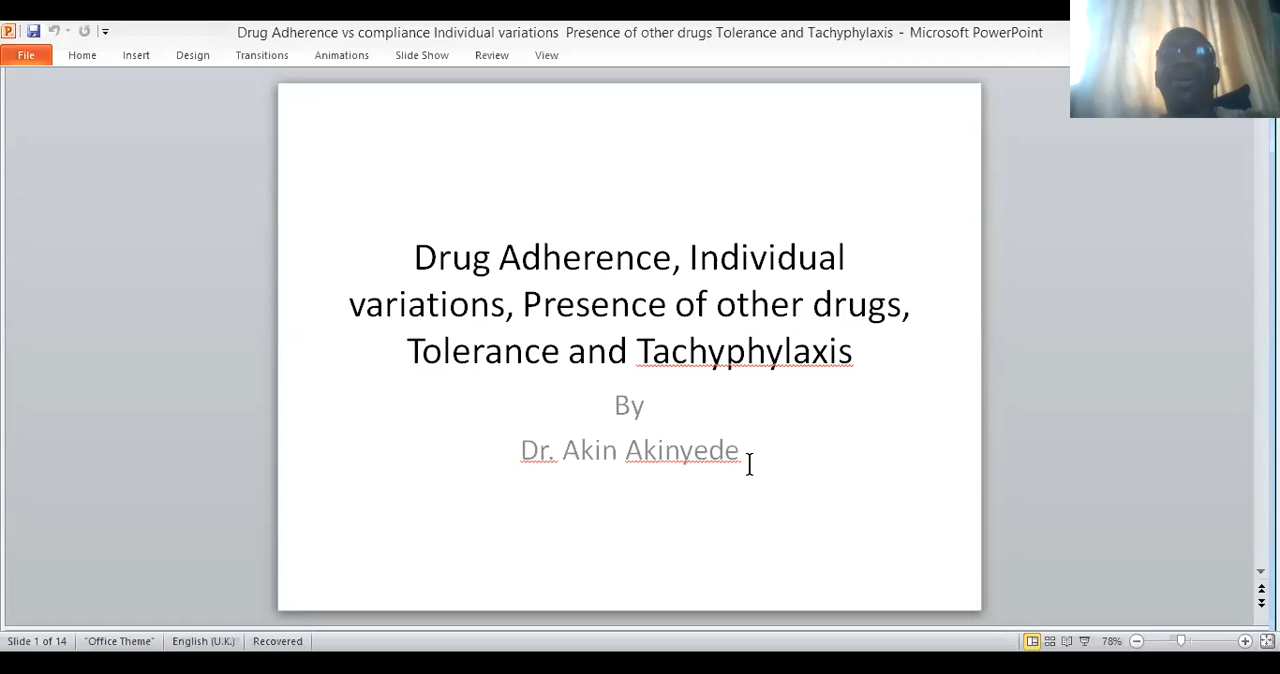 Drug Adherence vs compliance Individual variations  Presence of other drugs Tolerance and Tachyphylaxis - Microsoft PowerPoint
File Home Insert Design Transitions Animations Slide Show Review View
Drug Adherence, Individual
variations, Presence of other drugs,
Tolerance and Tachyphylaxis
By
Dr. Akin Akinyede
Slide 1 of 14 "Office Theme" English (U.K.) Recovered 78%